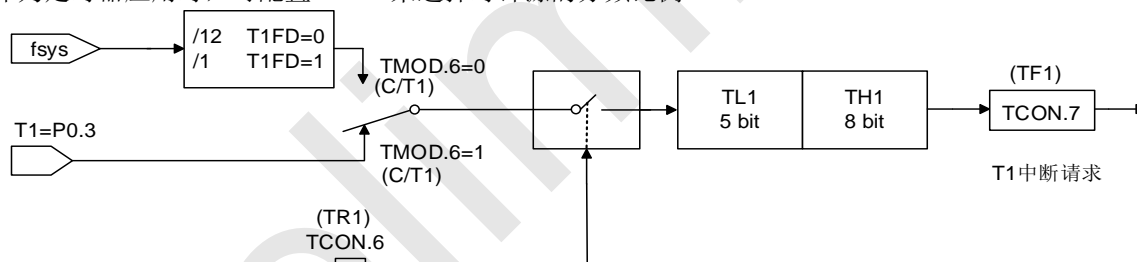 fsys
/12 T1FD=0
/1 T1FD=1
TMOD.6=0
(C/T1)
T1=P0.3
TMOD.6=1
(C/T1)
TL1
5 bit
TH1
8 bit
(TF1)
TCON.7
T1中断请求
(TR1)
TCON.6